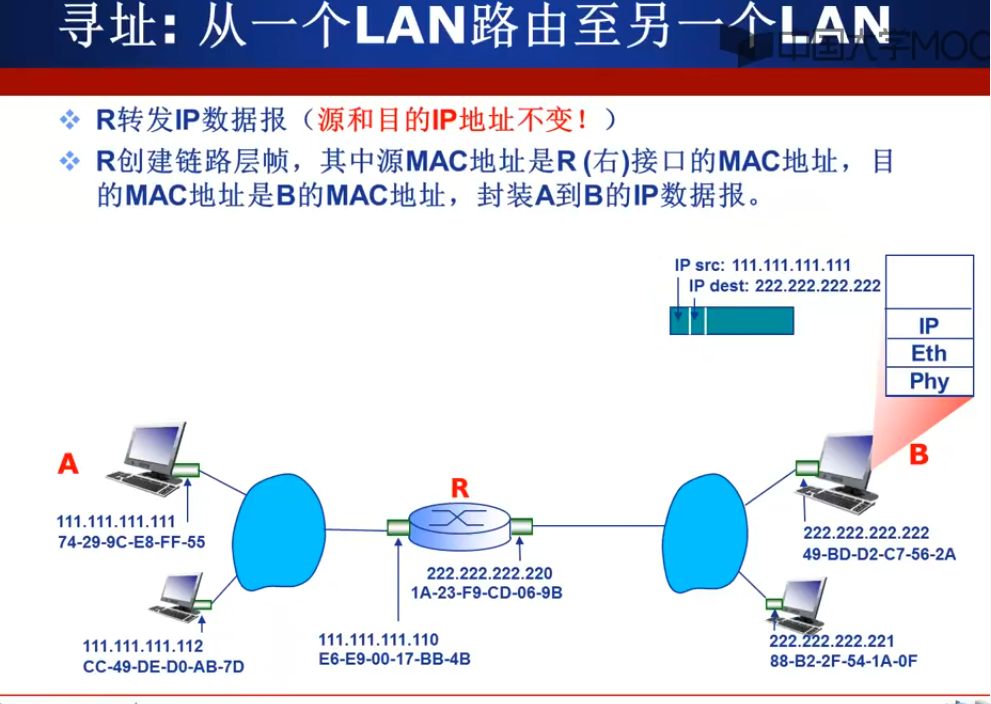 寻址: 从一个LAN路由至另一个LAN
中国大学MOC
R转发IP数据报（源和目的IP地址不变！）
R创建链路层帧，其中源MAC地址是R (右)接口的MAC地址，目
的MAC地址是B的MAC地址，封装A到B的IP数据报。
IP src: 111.111.111.111
IP dest: 222.222.222.222
IP
Eth
Phy
A
B
R
111.111.111.111
74-29-9C-E8-FF-55
222.222.222.222
49-BD-D2-C7-56-2A
222.222.222.220
1A-23-F9-CD-06-9B
111.111.111.112
CC-49-DE-D0-AB-7D
111.111.111.110
E6-E9-00-17-BB-4B
222.222.222.221
88-B2-2F-54-1A-0F